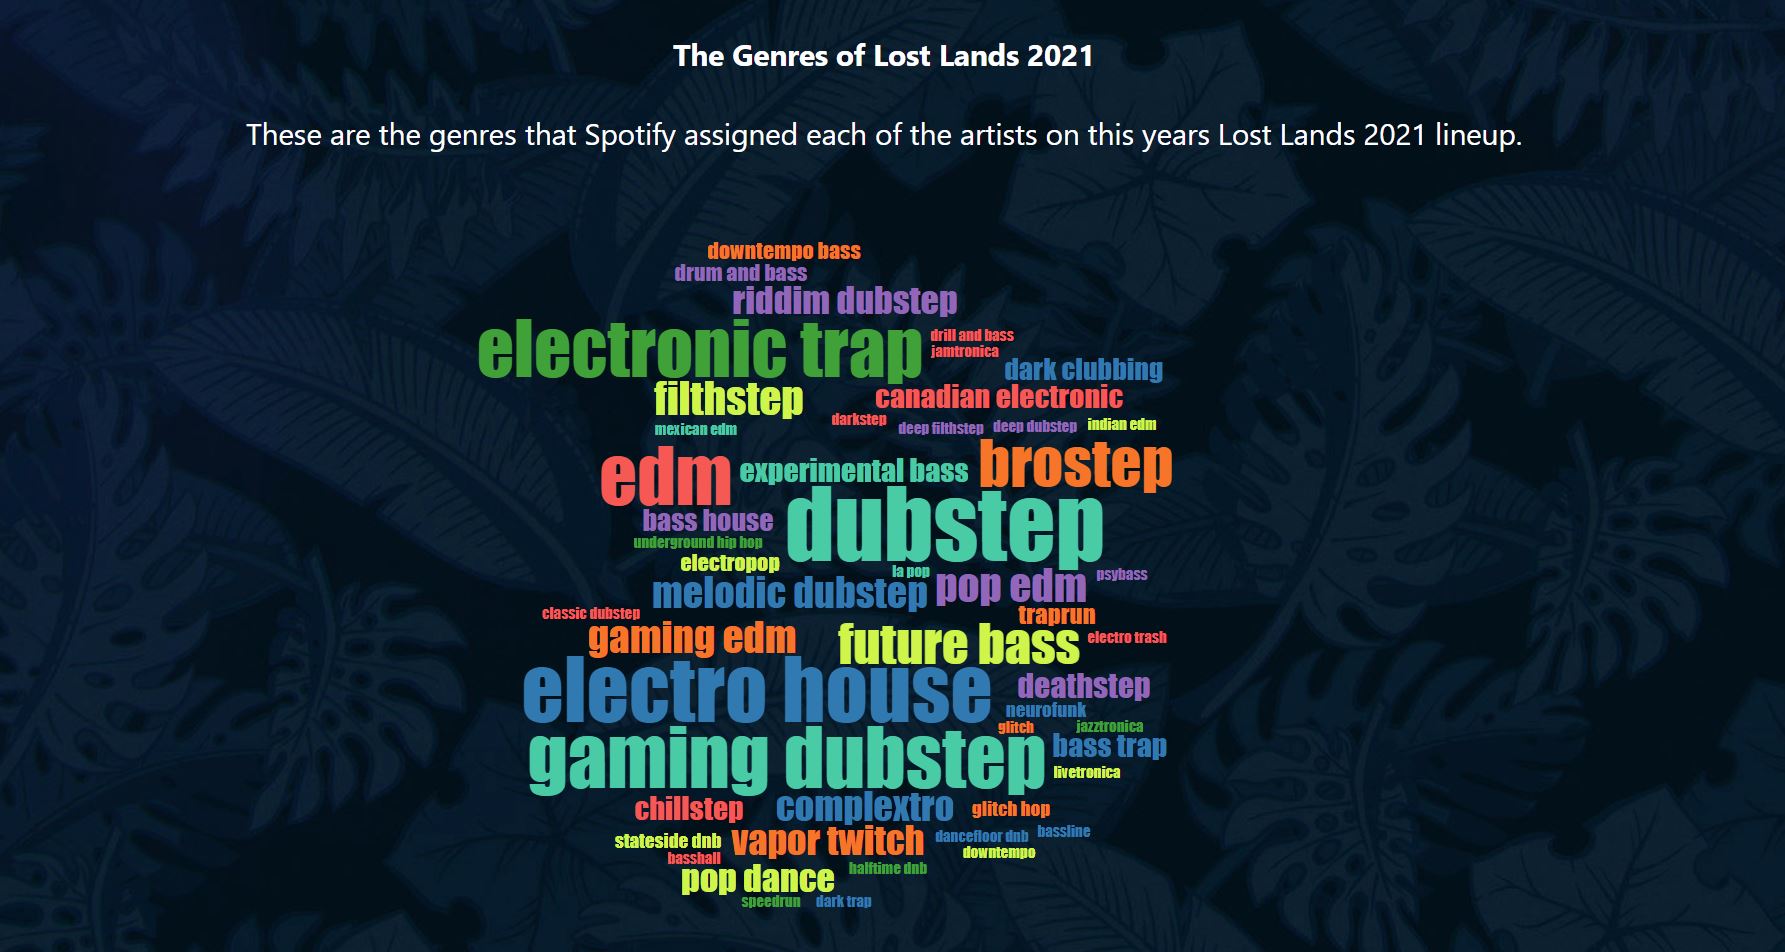 The Genres of Lost Lands 2021
These are the genres that Spotify assigned each of the artists on this years Lost Lands 2021 lineup.
downtempo bass
drum and bass
riddim dubstep
electronic trap
drill and bass
jamtronica
dark clubbing
filthstep
canadian electronic
darkstep
mexican edm
deep filthstep
deep dubstep
indian edm
edm
experimental bass
brostep
dubstep
bass house
underground hip hop
electropop
la pop
melodic dubstep
pop edm
psybass
classic dubstep
traprun
gaming edm
future bass
electro trash
electro house
deathstep
neurofunk
glitch
jazztronica
gaming dubstep
bass trap
livetronica
chillstep
complextro
glitch hop
stateside dnb
vapor twitch
dancefloor dnb
bassline
basshall
downtempo
pop dance
halftime dnb
speedrun
dark trap